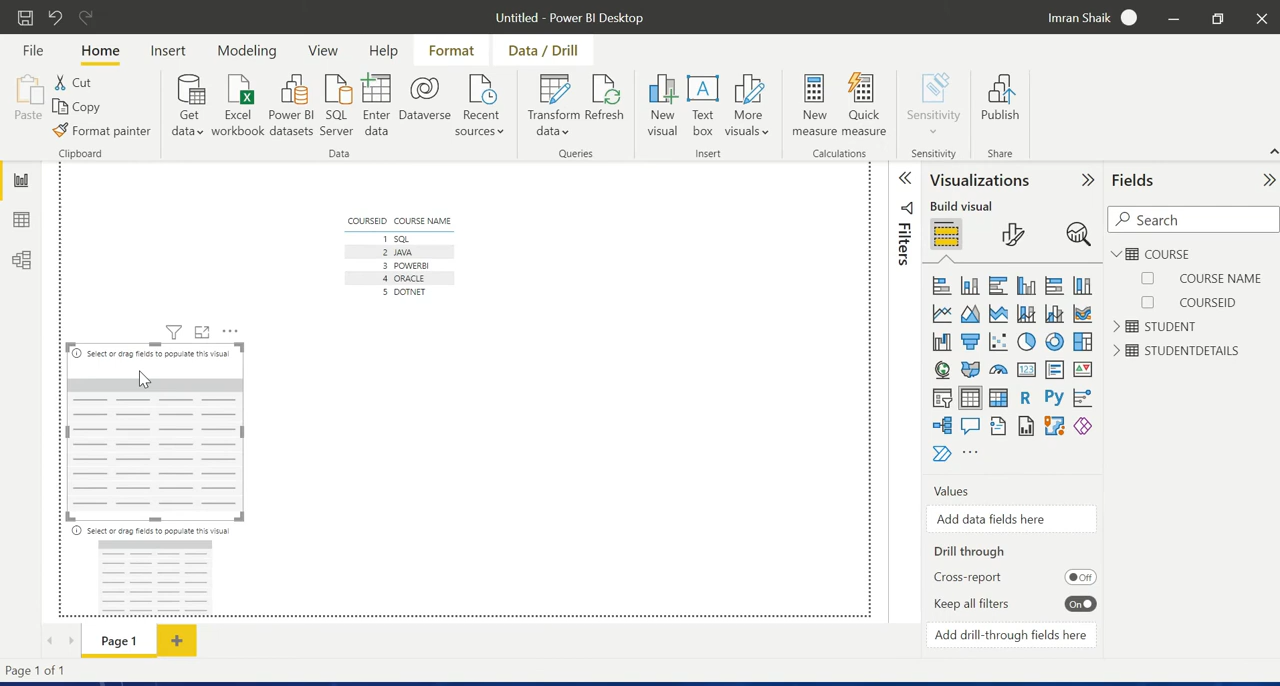 Untitled - Power BI Desktop
Imran Shaik
File Home Insert Modeling View Help Format Data / Drill
Paste
Cut
Copy
Format painter
Clipboard
Get data
Excel workbook
Power BI datasets
SQL Server
Enter data
Dataverse
Recent sources
Data
Transform data
Refresh
Queries
New visual
Text box
More visuals
Insert
New measure
Quick measure
Calculations
Sensitivity
Sensitivity
Publish
Share
COURSEID COURSE NAME
1 SQL
2 JAVA
3 POWERBI
4 ORACLE
5 DOTNET
Select or drag fields to populate this visual
Select or drag fields to populate this visual
Filters
Visualizations
Build visual
123
R
Py
Values
Add data fields here
Drill through
Cross-report
Off
Keep all filters
On
Add drill-through fields here
Fields
Search
COURSE
COURSE NAME
COURSEID
STUDENT
STUDENTDETAILS
Page 1
Page 1 of 1